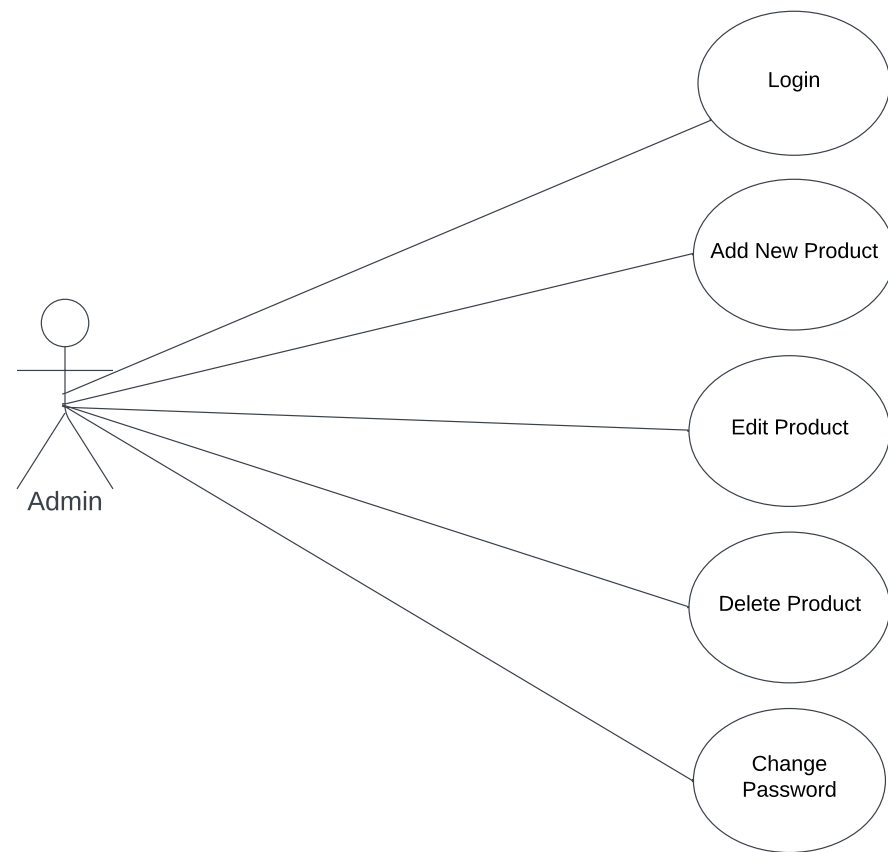 Login
Add New Product
Edit Product
Admin
Delete Product
Change
Password